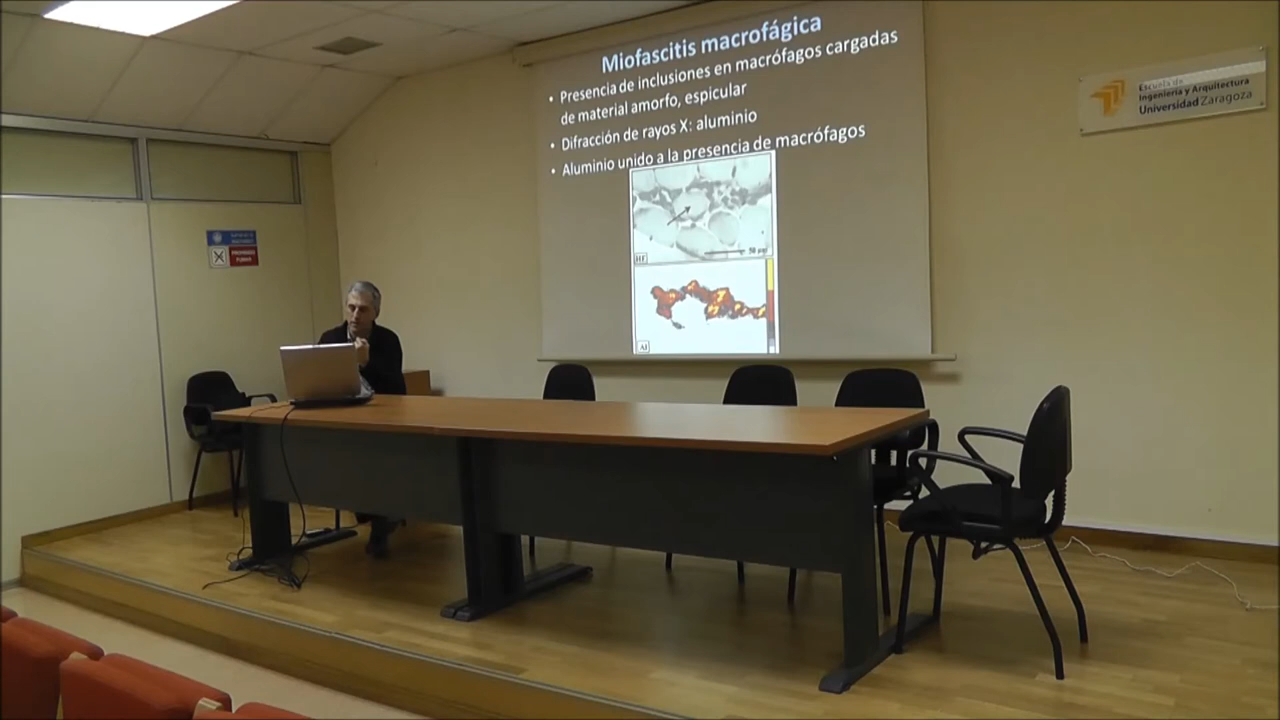 Miofascitis macrofágica
• Presencia de inclusiones en macrófagos cargadas
de material amorfo, espicular
• Difracción de rayos X: aluminio
• Aluminio unido a la presencia de macrófagos
HE
50 µm
Al
Escuela de
Ingeniería y Arquitectura
Universidad Zaragoza